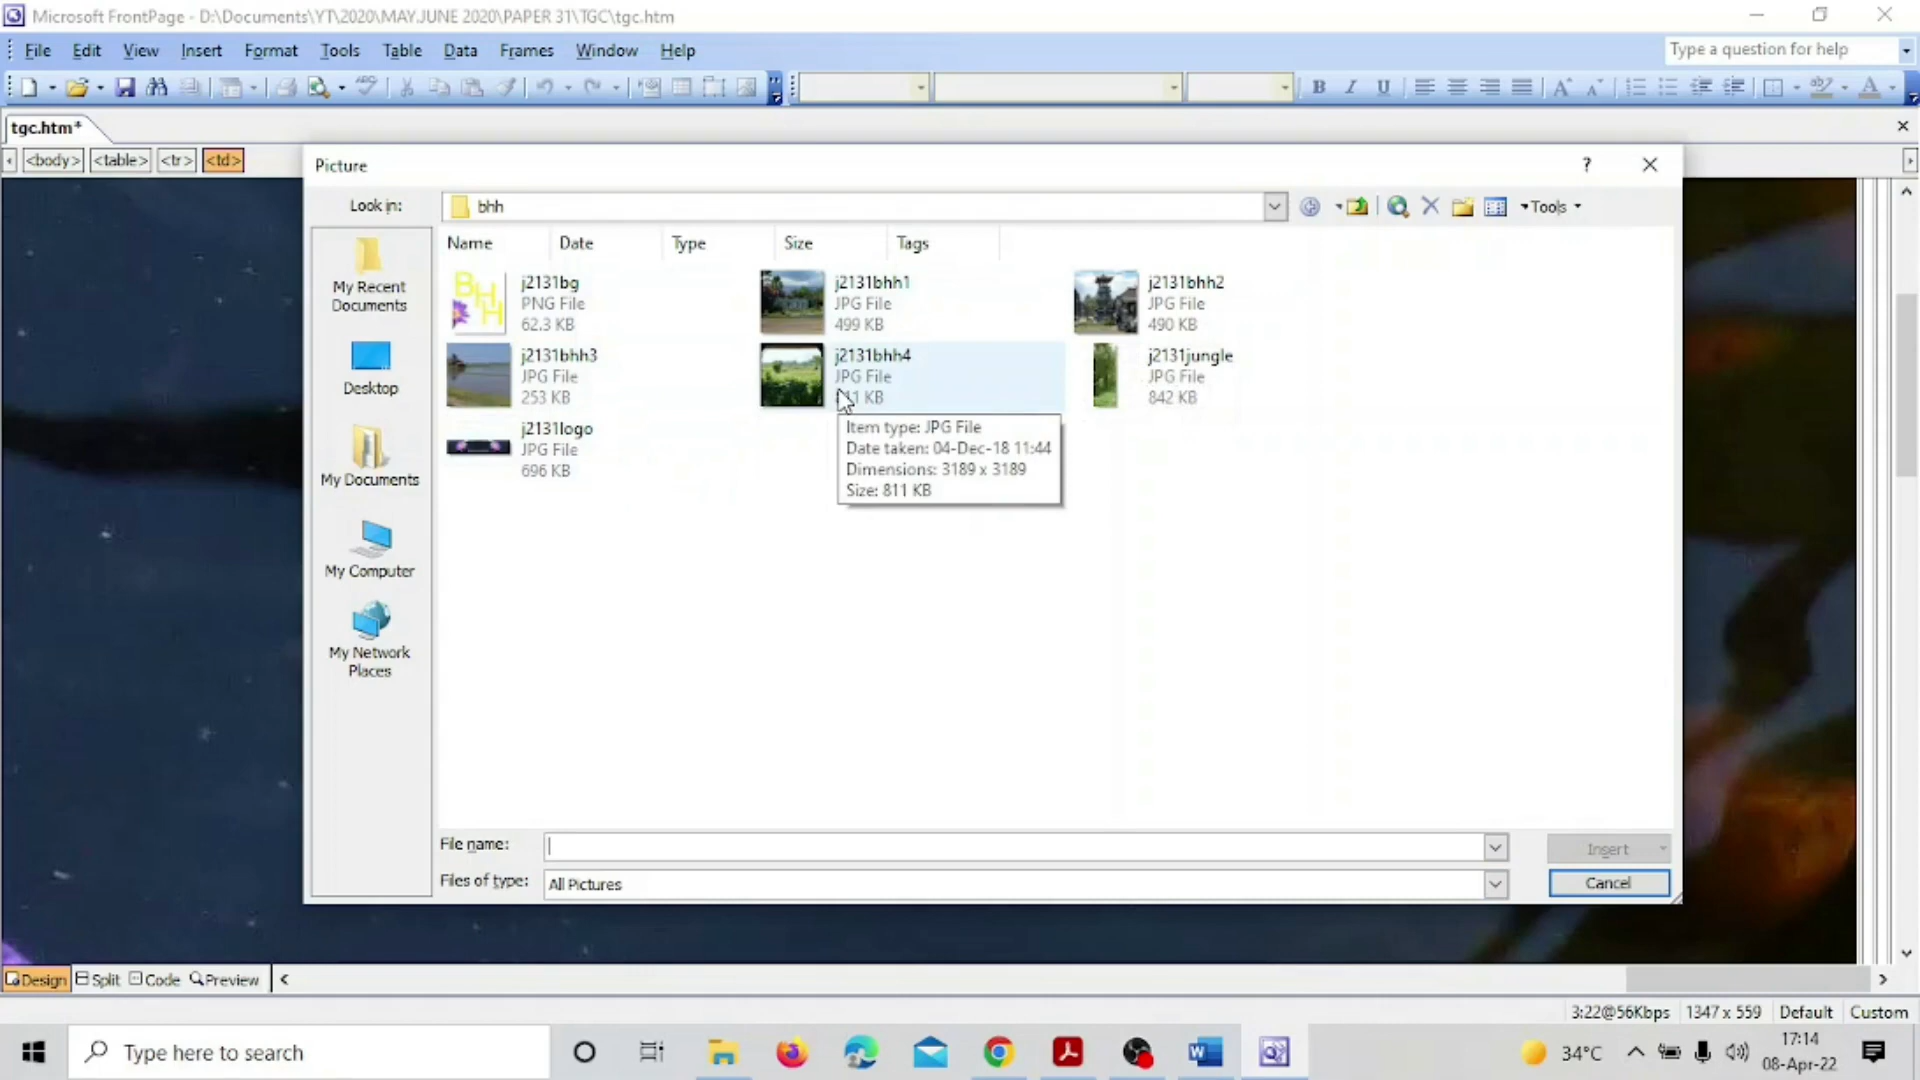 Microsoft FrontPage - D:\Documents\YT\2020\MAY.JUNE 2020\PAPER 31\TGC\tgc.htm
File Edit View Insert Format Tools Table Data Frames Window Help
Type a question for help
B I U
tgc.htm*
<body> <table> <tr> <td>
Picture
Look in: bhh
Tools
Name Date Type Size Tags
My Recent
Documents
Desktop
My Documents
My Computer
My Network
Places
j2131bg
PNG File
62.3 KB
j2131bhh1
JPG File
499 KB
j2131bhh2
JPG File
490 KB
j2131bhh3
JPG File
253 KB
j2131bhh4
JPG File
KB
j2131jungle
JPG File
842 KB
j2131logo
JPG File
696 KB
Item type: JPG File
Date taken: 04-Dec-18 11:44
Dimensions: 3189 x 3189
Size: 811 KB
File name:
Insert
Files of type: All Pictures
Cancel
Design Split Code Preview
3:22@56Kbps 1347 x 559 Default Custom
Type here to search
34°C
17:14
08-Apr-22